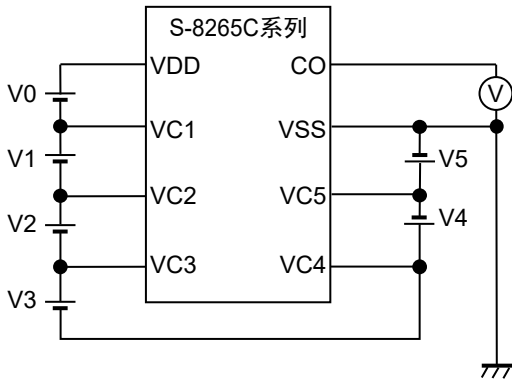 S-8265C系列
VDD
CO
V0
V
VC1
VSS
V1
V5
VC2
VC5
V2
V4
VC3
VC4
V3